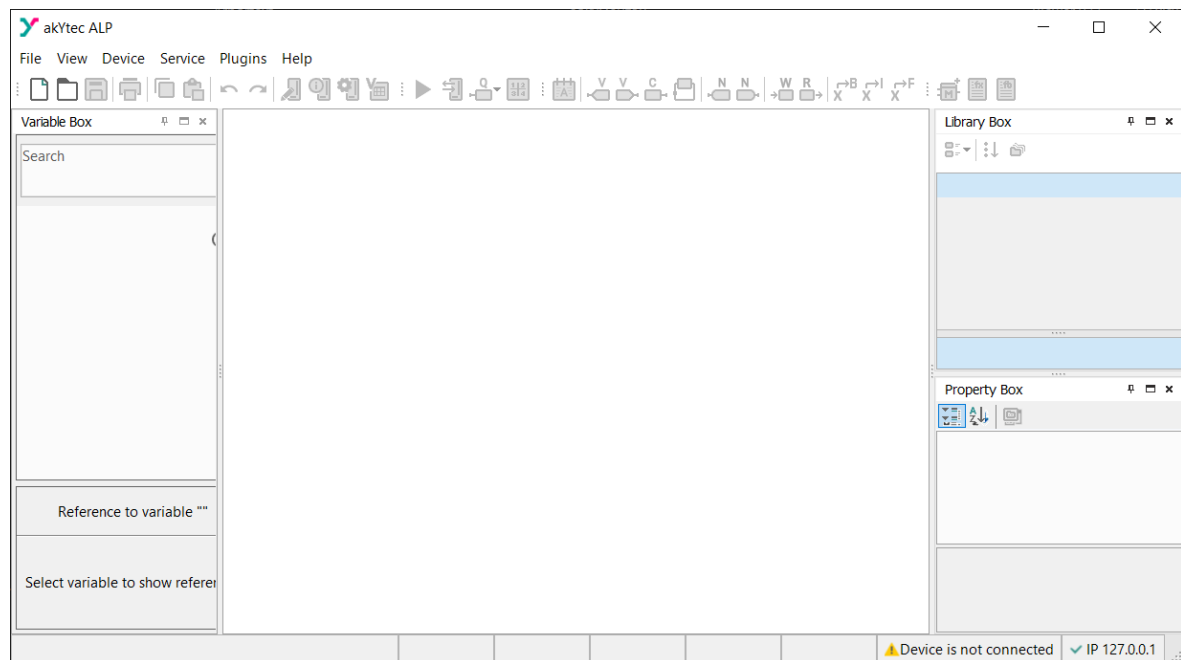 akYtec ALP
File View Device Service Plugins Help
Variable Box
Search
Reference to variable ""
Select variable to show refere
Library Box
Property Box
Device is not connected
IP 127.0.0.1